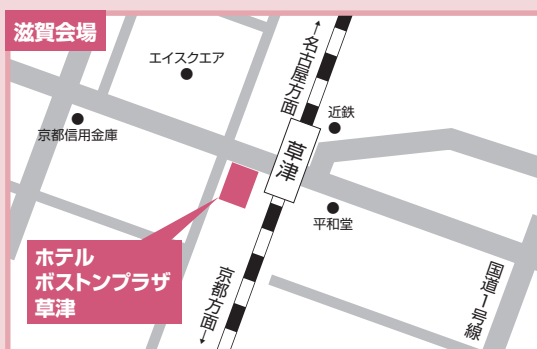 滋賀会場
エイスクエア
←名古屋方面
近鉄
京都信用金庫
草津
平和堂
ホテル
ボストンプラザ
草津
京都方面→
国道1号線